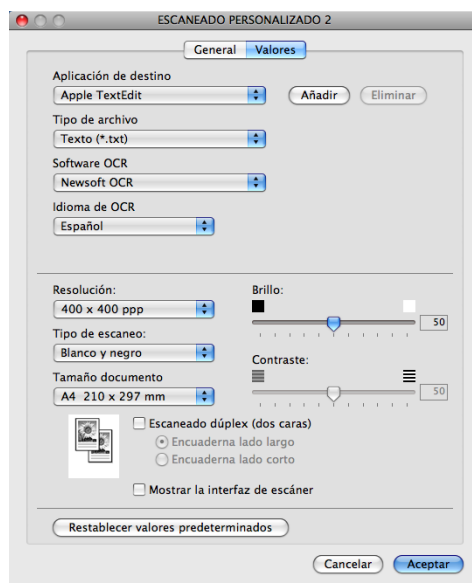 ESCANEADO PERSONALIZADO 2
General Valores
Aplicación de destino
Apple TextEdit Añadir Eliminar
Tipo de archivo
Texto (*.txt)
Software OCR
Newsoft OCR
Idioma de OCR
Español
Resolución: Brillo:
400 x 400 ppp 50
Tipo de escaneo:
Blanco y negro Contraste:
Tamaño documento
A4 210 x 297 mm 50
Escaneado dúplex (dos caras)
Encuaderna lado largo
Encuaderna lado corto
Mostrar la interfaz de escáner
Restablecer valores predeterminados
Cancelar Aceptar